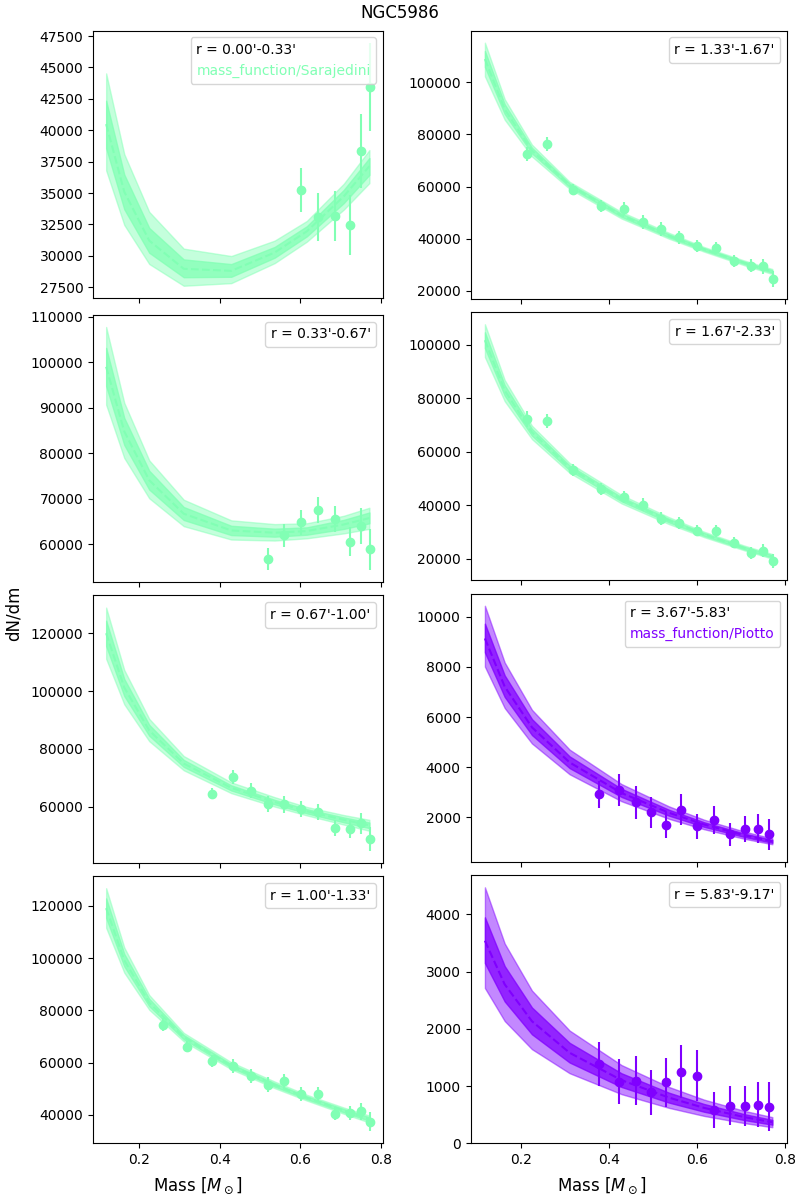 NGC5986
dN/dm
r = 0.00'-0.33'
mass_function/Sarajedini
47500
45000
42500
40000
37500
35000
32500
30000
27500
r = 0.33'-0.67'
110000
100000
90000
80000
70000
60000
r = 0.67'-1.00'
120000
100000
80000
60000
r = 1.00'-1.33'
120000
100000
80000
60000
40000
0.2 0.4 0.6 0.8
Mass [M_⊙]
r = 1.33'-1.67'
100000
80000
60000
40000
20000
r = 1.67'-2.33'
100000
80000
60000
40000
20000
r = 3.67'-5.83'
mass_function/Piotto
10000
8000
6000
4000
2000
r = 5.83'-9.17'
4000
3000
2000
1000
0
0.2 0.4 0.6 0.8
Mass [M_⊙]